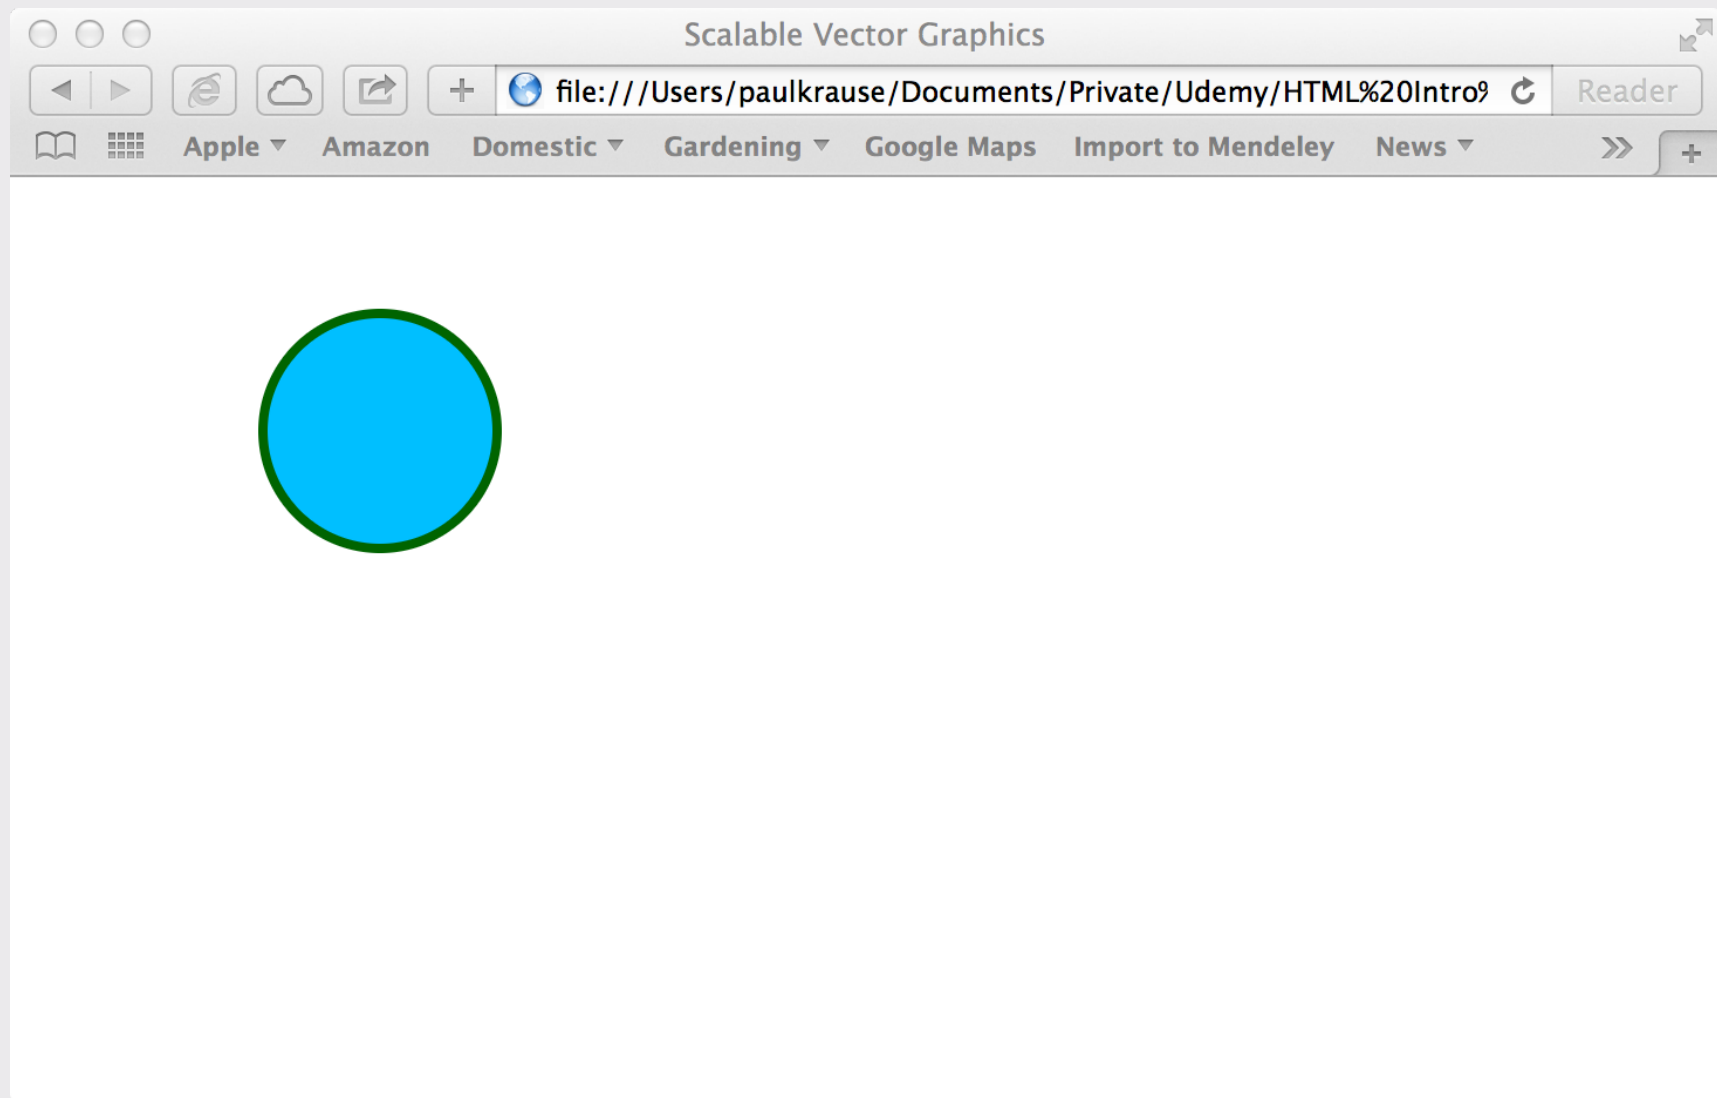 Scalable Vector Graphics
file:///Users/paulkrause/Documents/Private/Udemy/HTML%20Intro% Reader
Apple Amazon Domestic Gardening Google Maps Import to Mendeley News